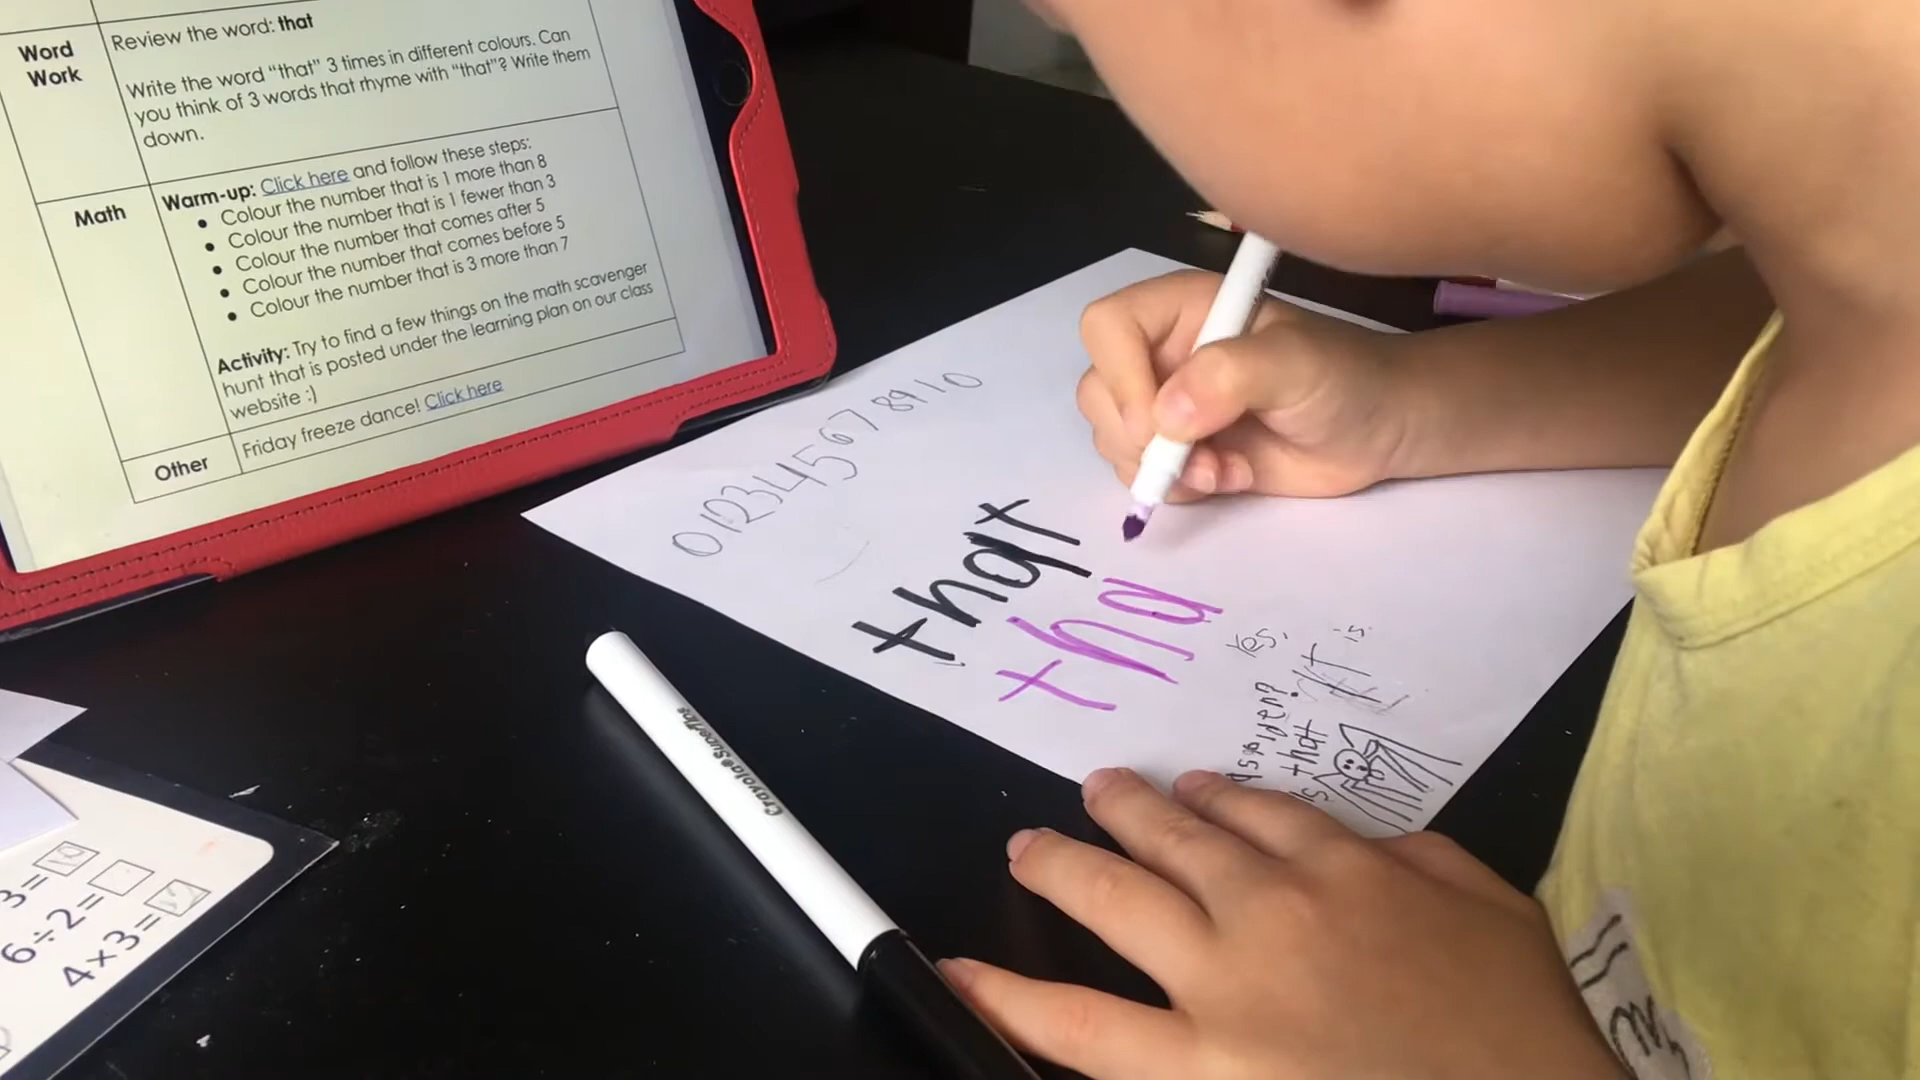 Word
Work
Review the word: that
Write the word "that" 3 times in different colours. Can
you think of 3 words that rhyme with "that"? Write them
down.
Math
Warm-up: Click here and follow these steps:
• Colour the number that is 1 more than 8
• Colour the number that is 1 fewer than 3
• Colour the number that comes after 5
• Colour the number that comes before 5
• Colour the number that is 3 more than 7
Activity: Try to find a few things on the math scavenger
hunt that is posted under the learning plan on our class
website :)
Other
Friday freeze dance! Click here
012345678910
that
tha
Yes,
is.
Is that
Crayola SuperTips
3=
6÷2=
4×3=